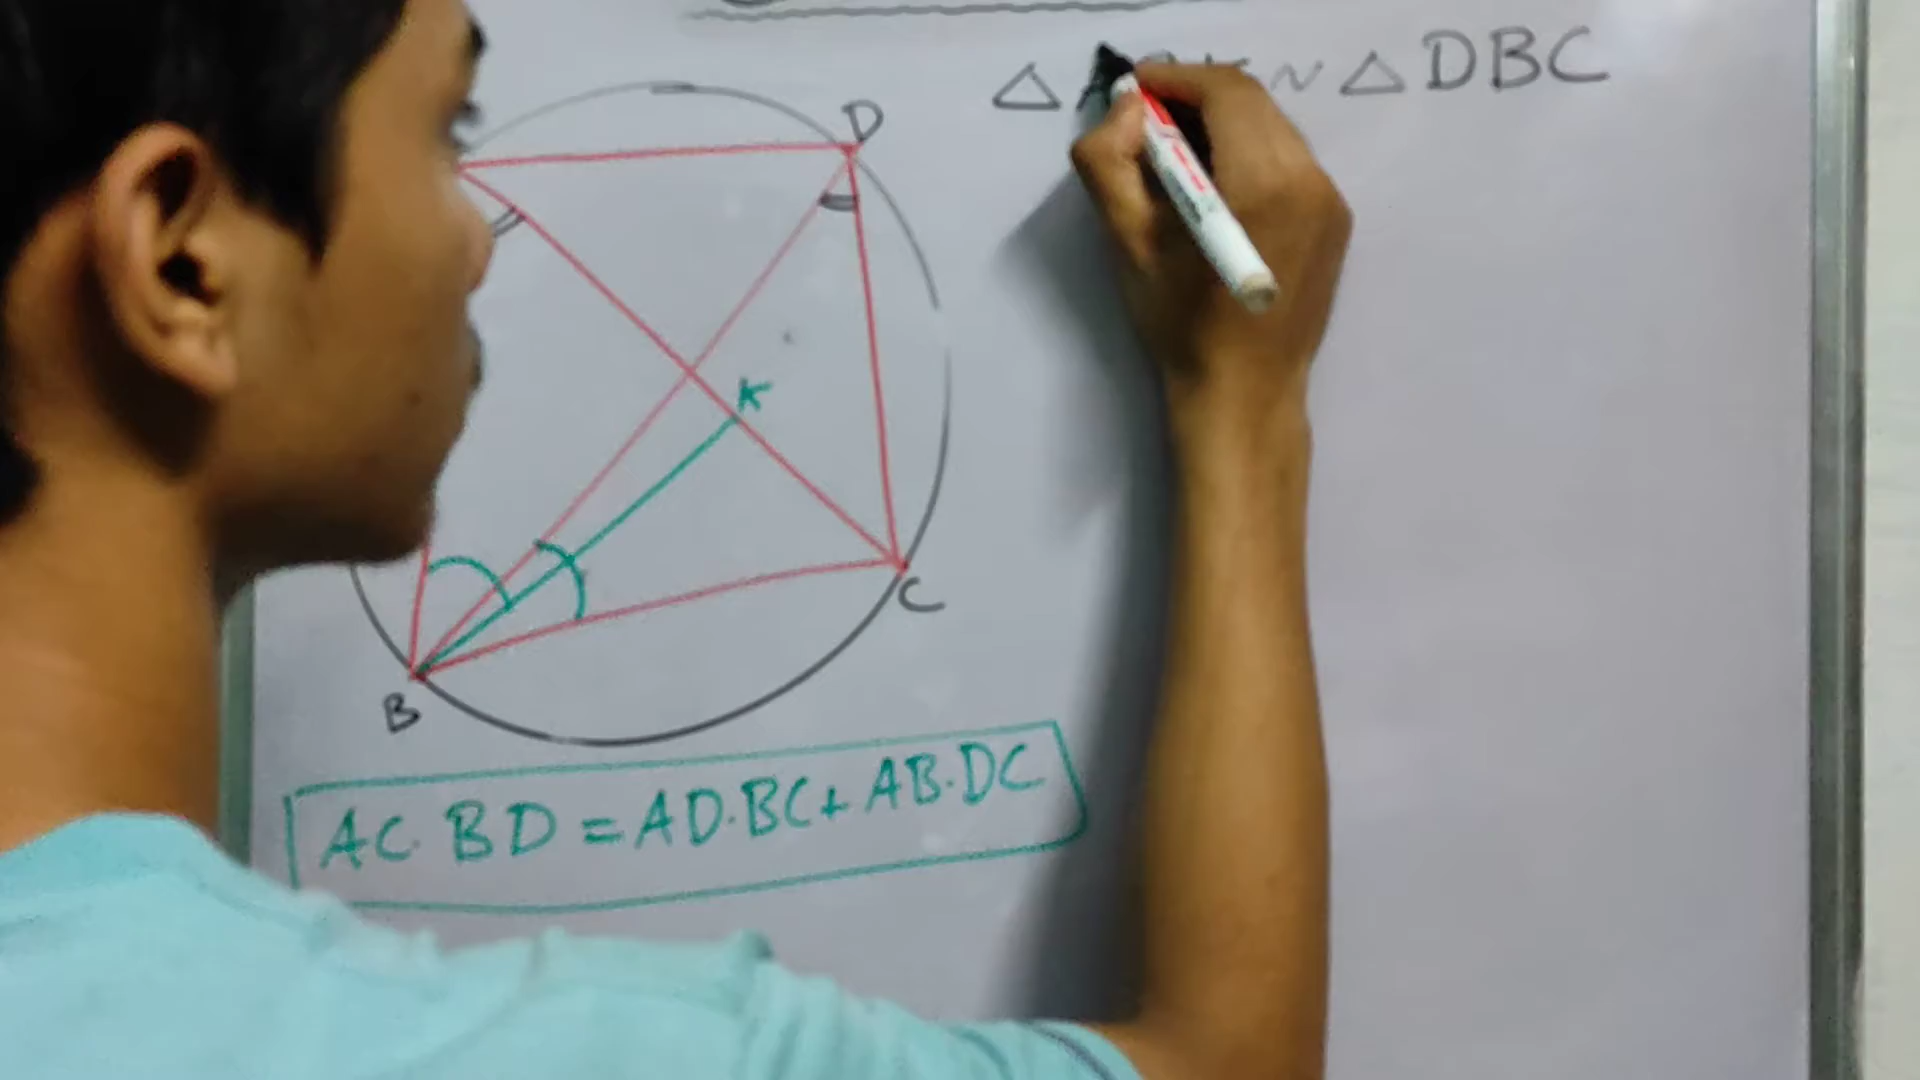 △ ~ △ DBC
D
K
C
B
AC. BD = AD.BC + AB.DC